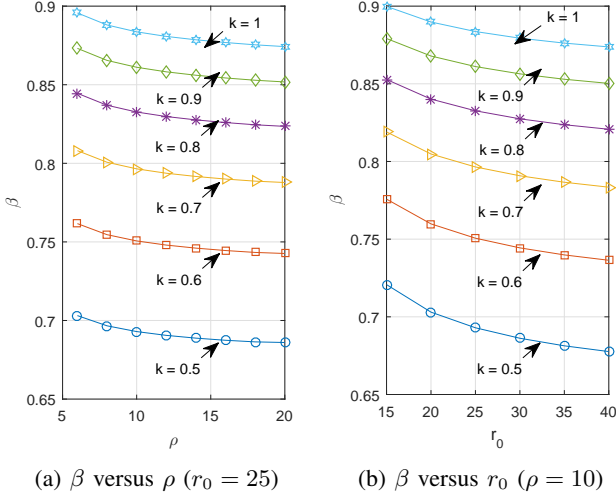 0.9
0.85
0.8
0.75
0.7
0.65
β
k = 1
k = 0.9
k = 0.8
k = 0.7
k = 0.6
k = 0.5
5 10 15 20
ρ
(a) β versus ρ (r₀ = 25)
0.9
0.85
0.8
0.75
0.7
0.65
β
k = 1
k = 0.9
k = 0.8
k = 0.7
k = 0.6
k = 0.5
15 20 25 30 35 40
r₀
(b) β versus r₀ (ρ = 10)